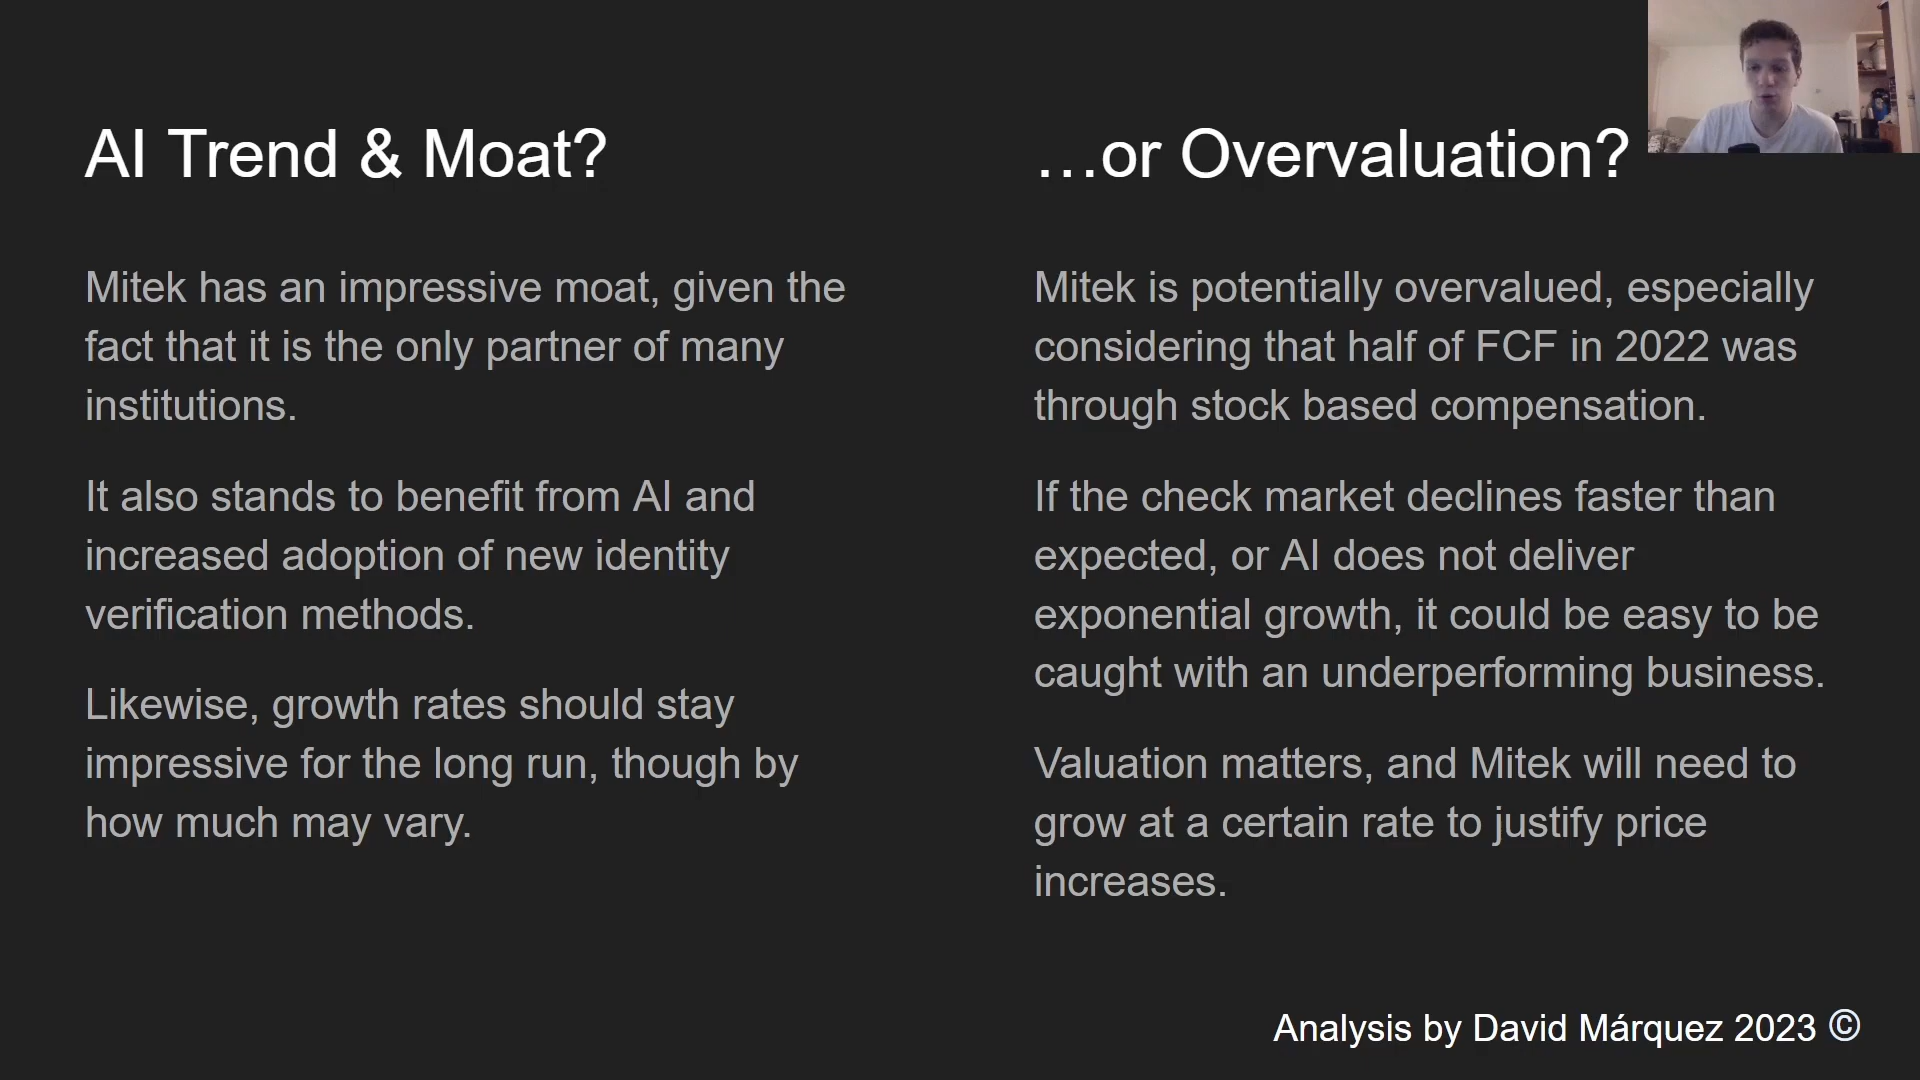 AI Trend & Moat?
Mitek has an impressive moat, given the
fact that it is the only partner of many
institutions.
It also stands to benefit from AI and
increased adoption of new identity
verification methods.
Likewise, growth rates should stay
impressive for the long run, though by
how much may vary.
...or Overvaluation?
Mitek is potentially overvalued, especially
considering that half of FCF in 2022 was
through stock based compensation.
If the check market declines faster than
expected, or AI does not deliver
exponential growth, it could be easy to be
caught with an underperforming business.
Valuation matters, and Mitek will need to
grow at a certain rate to justify price
increases.
Analysis by David Márquez 2023 ©